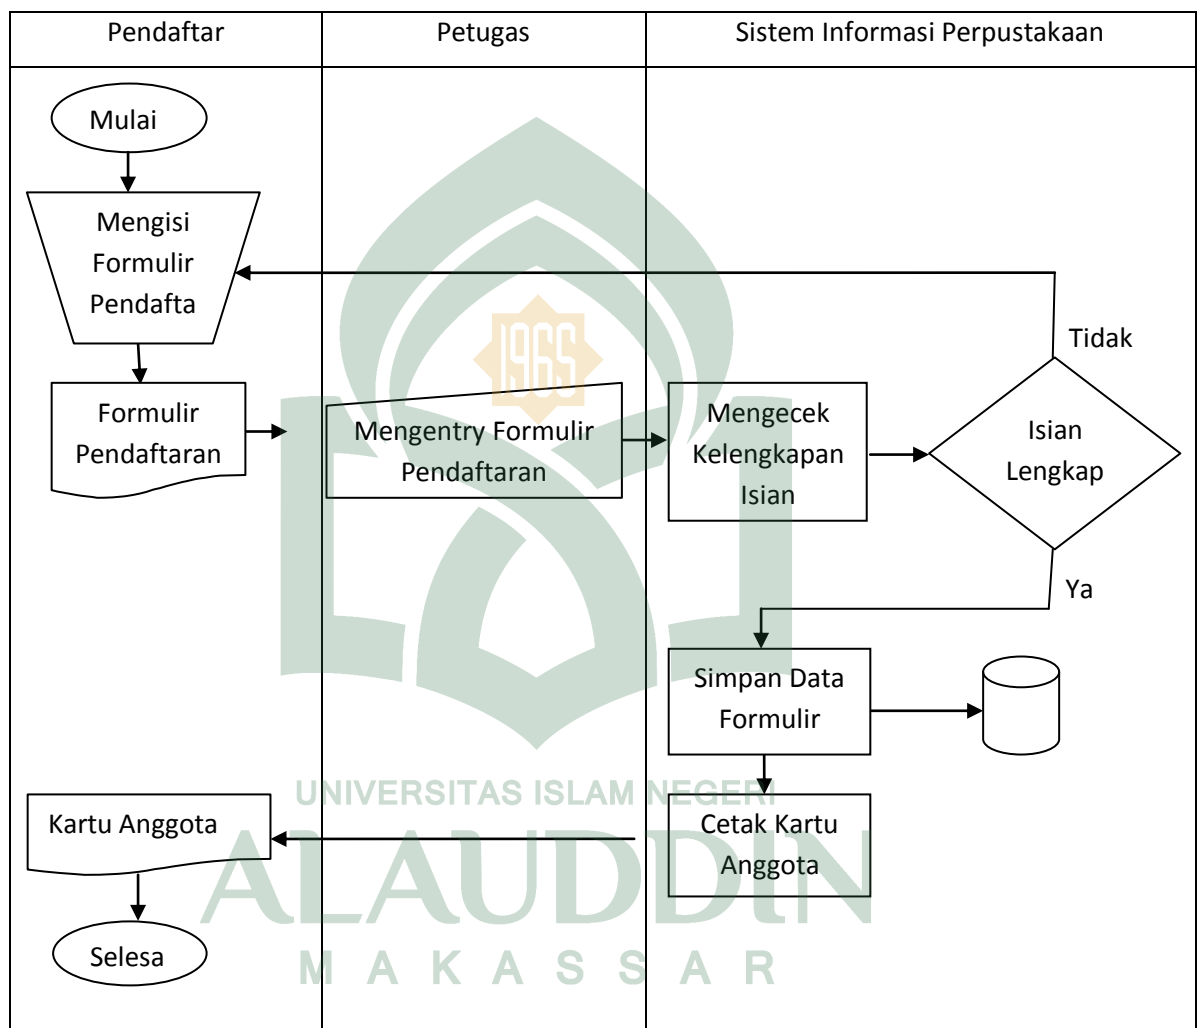 Pendaftar
Petugas
Sistem Informasi Perpustakaan
Mulai
Mengisi
Formulir
Pendafta
Formulir
Pendaftaran
Mengentry Formulir
Pendaftaran
Mengecek
Kelengkapan
Isian
Isian
Lengkap
Tidak
Ya
Simpan Data
Formulir
Cetak Kartu
Anggota
Kartu Anggota
Selesa
1965
UNIVERSITAS ISLAM NEGERI
ALAUDDIN
MAKASSAR